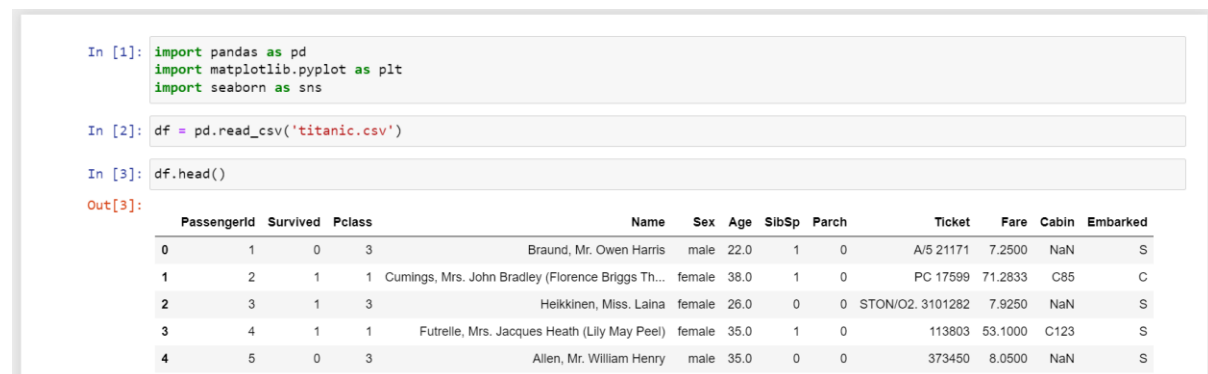 In [1]: import pandas as pd
import matplotlib.pyplot as plt
import seaborn as sns
In [2]: df = pd.read_csv('titanic.csv')
In [3]: df.head()
Out[3]:
PassengerId Survived Pclass Name Sex Age SibSp Parch Ticket Fare Cabin Embarked
0 1 0 3 Braund, Mr. Owen Harris male 22.0 1 0 A/5 21171 7.2500 NaN S
1 2 1 1 Cumings, Mrs. John Bradley (Florence Briggs Th... female 38.0 1 0 PC 17599 71.2833 C85 C
2 3 1 3 Heikkinen, Miss. Laina female 26.0 0 0 STON/O2. 3101282 7.9250 NaN S
3 4 1 1 Futrelle, Mrs. Jacques Heath (Lily May Peel) female 35.0 1 0 113803 53.1000 C123 S
4 5 0 3 Allen, Mr. William Henry male 35.0 0 0 373450 8.0500 NaN S